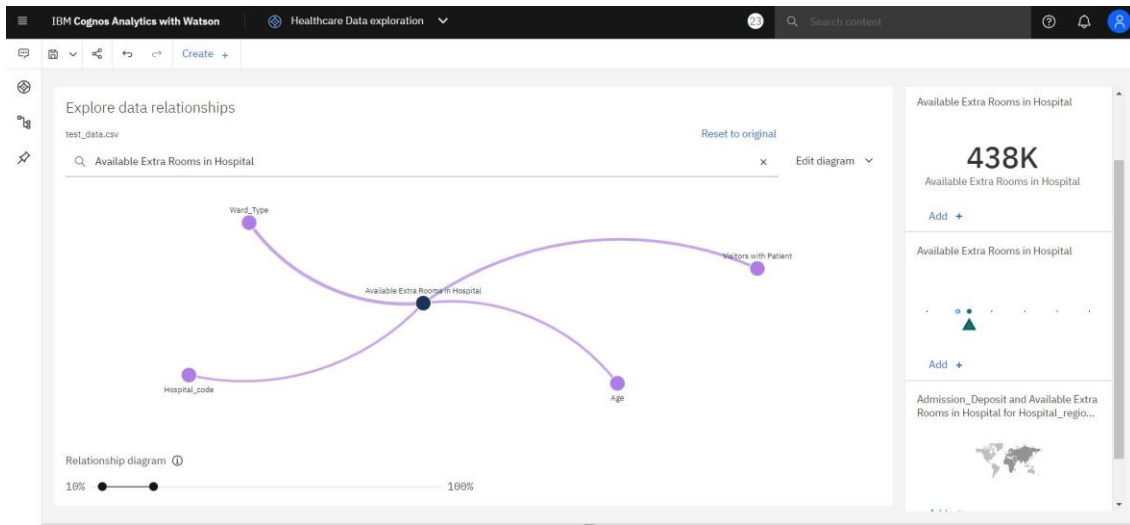 IBM Cognos Analytics with Watson
Healthcare Data exploration
23
Search content
Create +
Explore data relationships
test_data.csv
Reset to original
Available Extra Rooms in Hospital
x
Edit diagram
Ward_Type
Visitors with Patient
Available Extra Rooms in Hospital
Hospital_code
Age
Relationship diagram
10%
100%
Available Extra Rooms in Hospital
438K
Available Extra Rooms in Hospital
Add +
Available Extra Rooms in Hospital
Add +
Admission_Deposit and Available Extra
Rooms in Hospital for Hospital_regio...